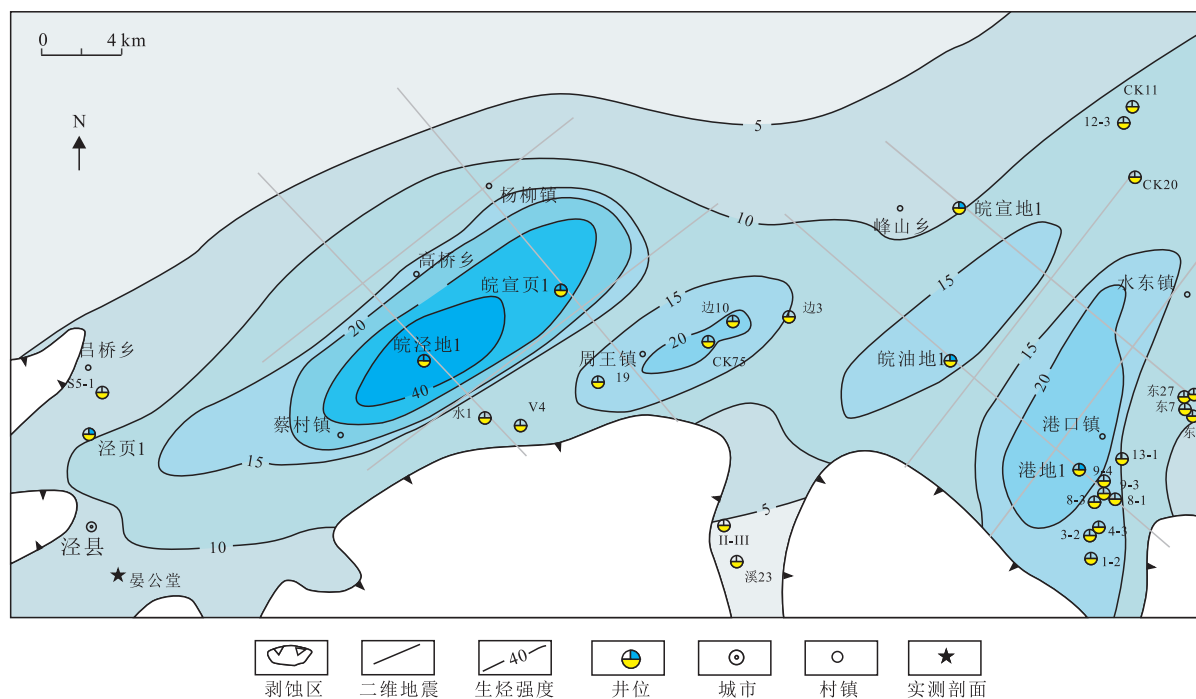 0 4 km
N
CK11
12-3
5
CK20
杨柳镇
10
峰山乡
皖宣地1
高桥乡
皖宣页1
水东镇
15
边10
边3
15
15
20
20
皖泾地1
周王镇
20
CK75
皖油地1
吕桥乡
S5-1
19
40
水1
V4
东27
东7
东
蔡村镇
港口镇
泾页1
15
13-1
港地1
9-4
9-3
8-3
8-1
5
泾县
II-III
4-3
3-2
10
溪23
1-2
晏公堂
40
剥蚀区 二维地震 生烃强度 井位 城市 村镇 实测剖面